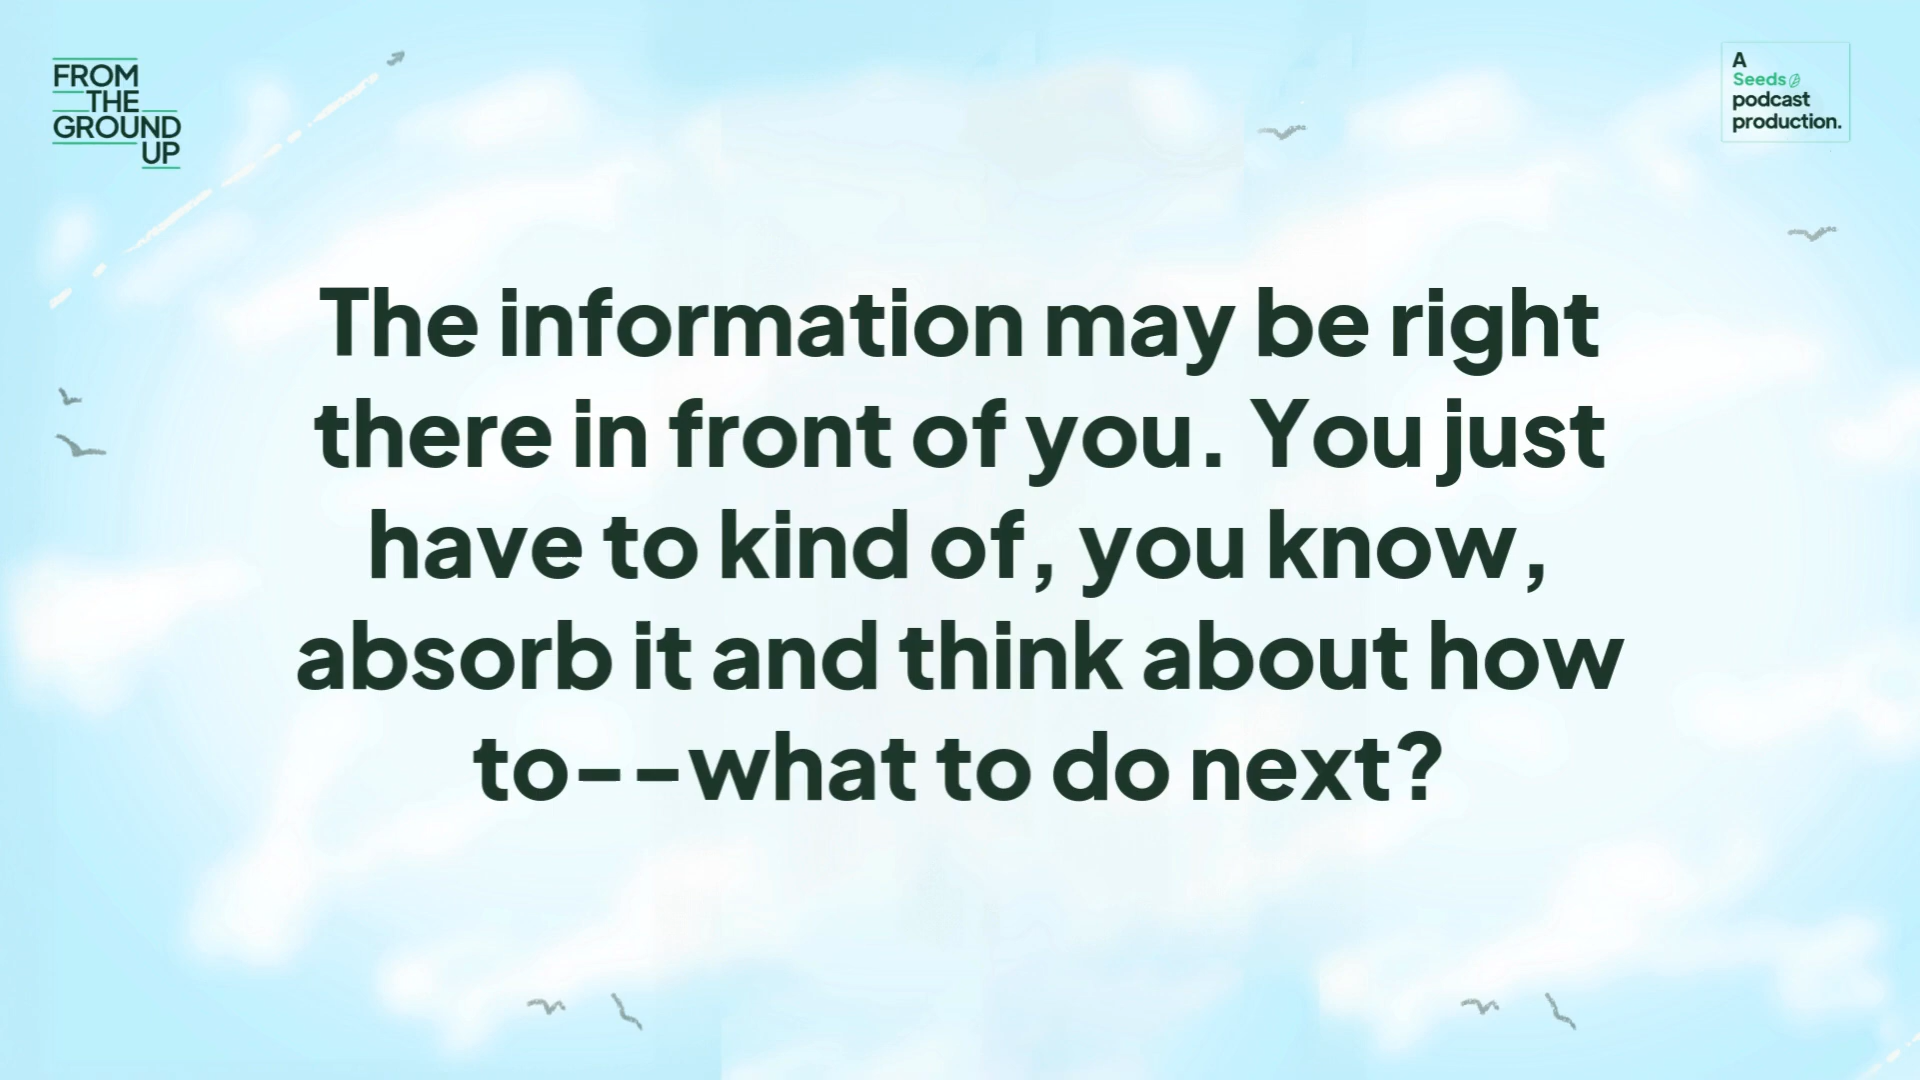 FROM
THE
GROUND
UP
A
Seeds
podcast
production.
The information may be right
there in front of you. You just
have to kind of, you know,
absorb it and think about how
to--what to do next?